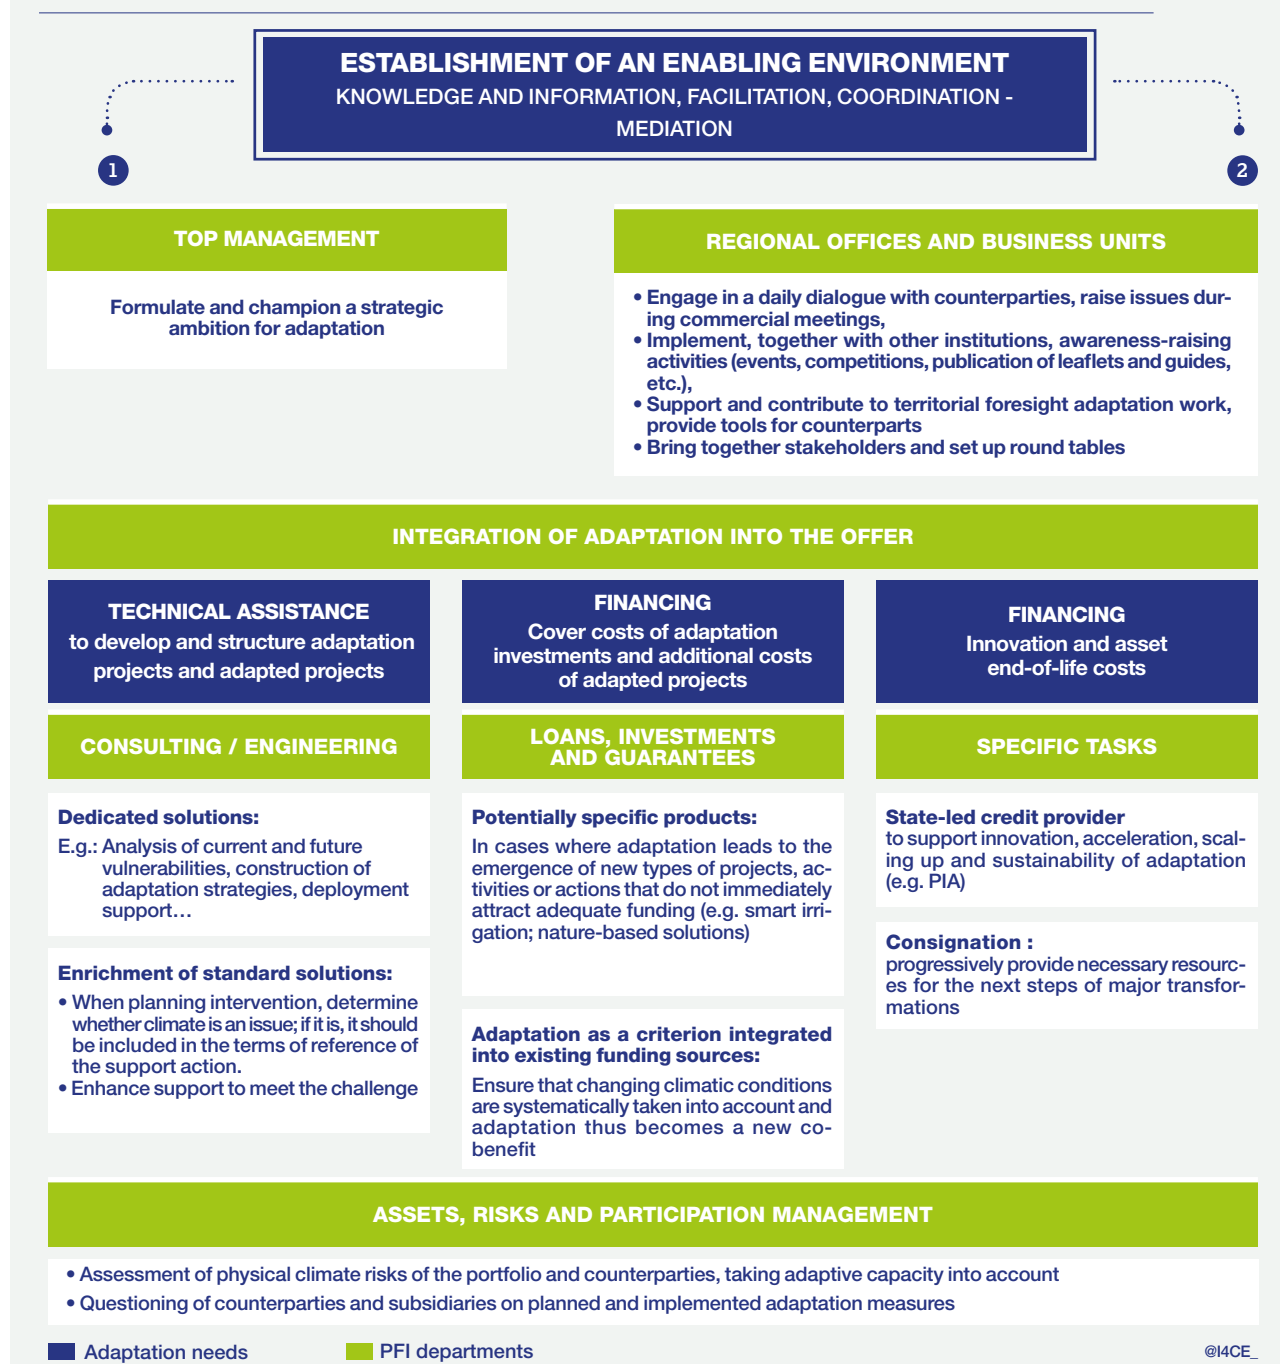 ESTABLISHMENT OF AN ENABLING ENVIRONMENT
KNOWLEDGE AND INFORMATION, FACILITATION, COORDINATION -
MEDIATION
1
2
TOP MANAGEMENT
Formulate and champion a strategic
ambition for adaptation
REGIONAL OFFICES AND BUSINESS UNITS
• Engage in a daily dialogue with counterparties, raise issues dur-
ing commercial meetings,
• Implement, together with other institutions, awareness-raising
activities (events, competitions, publication of leaflets and guides,
etc.),
• Support and contribute to territorial foresight adaptation work,
provide tools for counterparts
• Bring together stakeholders and set up round tables
INTEGRATION OF ADAPTATION INTO THE OFFER
TECHNICAL ASSISTANCE
to develop and structure adaptation
projects and adapted projects
CONSULTING / ENGINEERING
Dedicated solutions:
E.g.: Analysis of current and future
vulnerabilities, construction of
adaptation strategies, deployment
support…
Enrichment of standard solutions:
• When planning intervention, determine
whether climate is an issue; if it is, it should
be included in the terms of reference of
the support action.
• Enhance support to meet the challenge
FINANCING
Cover costs of adaptation
investments and additional costs
of adapted projects
LOANS, INVESTMENTS
AND GUARANTEES
Potentially specific products:
In cases where adaptation leads to the
emergence of new types of projects, ac-
tivities or actions that do not immediately
attract adequate funding (e.g. smart irri-
gation; nature-based solutions)
Adaptation as a criterion integrated
into existing funding sources:
Ensure that changing climatic conditions
are systematically taken into account and
adaptation thus becomes a new co-
benefit
FINANCING
Innovation and asset
end-of-life costs
SPECIFIC TASKS
State-led credit provider
to support innovation, acceleration, scal-
ing up and sustainability of adaptation
(e.g. PIA)
Consignation :
progressively provide necessary resourc-
es for the next steps of major transfor-
mations
ASSETS, RISKS AND PARTICIPATION MANAGEMENT
• Assessment of physical climate risks of the portfolio and counterparties, taking adaptive capacity into account
• Questioning of counterparties and subsidiaries on planned and implemented adaptation measures
Adaptation needs
PFI departments
@I4CE_